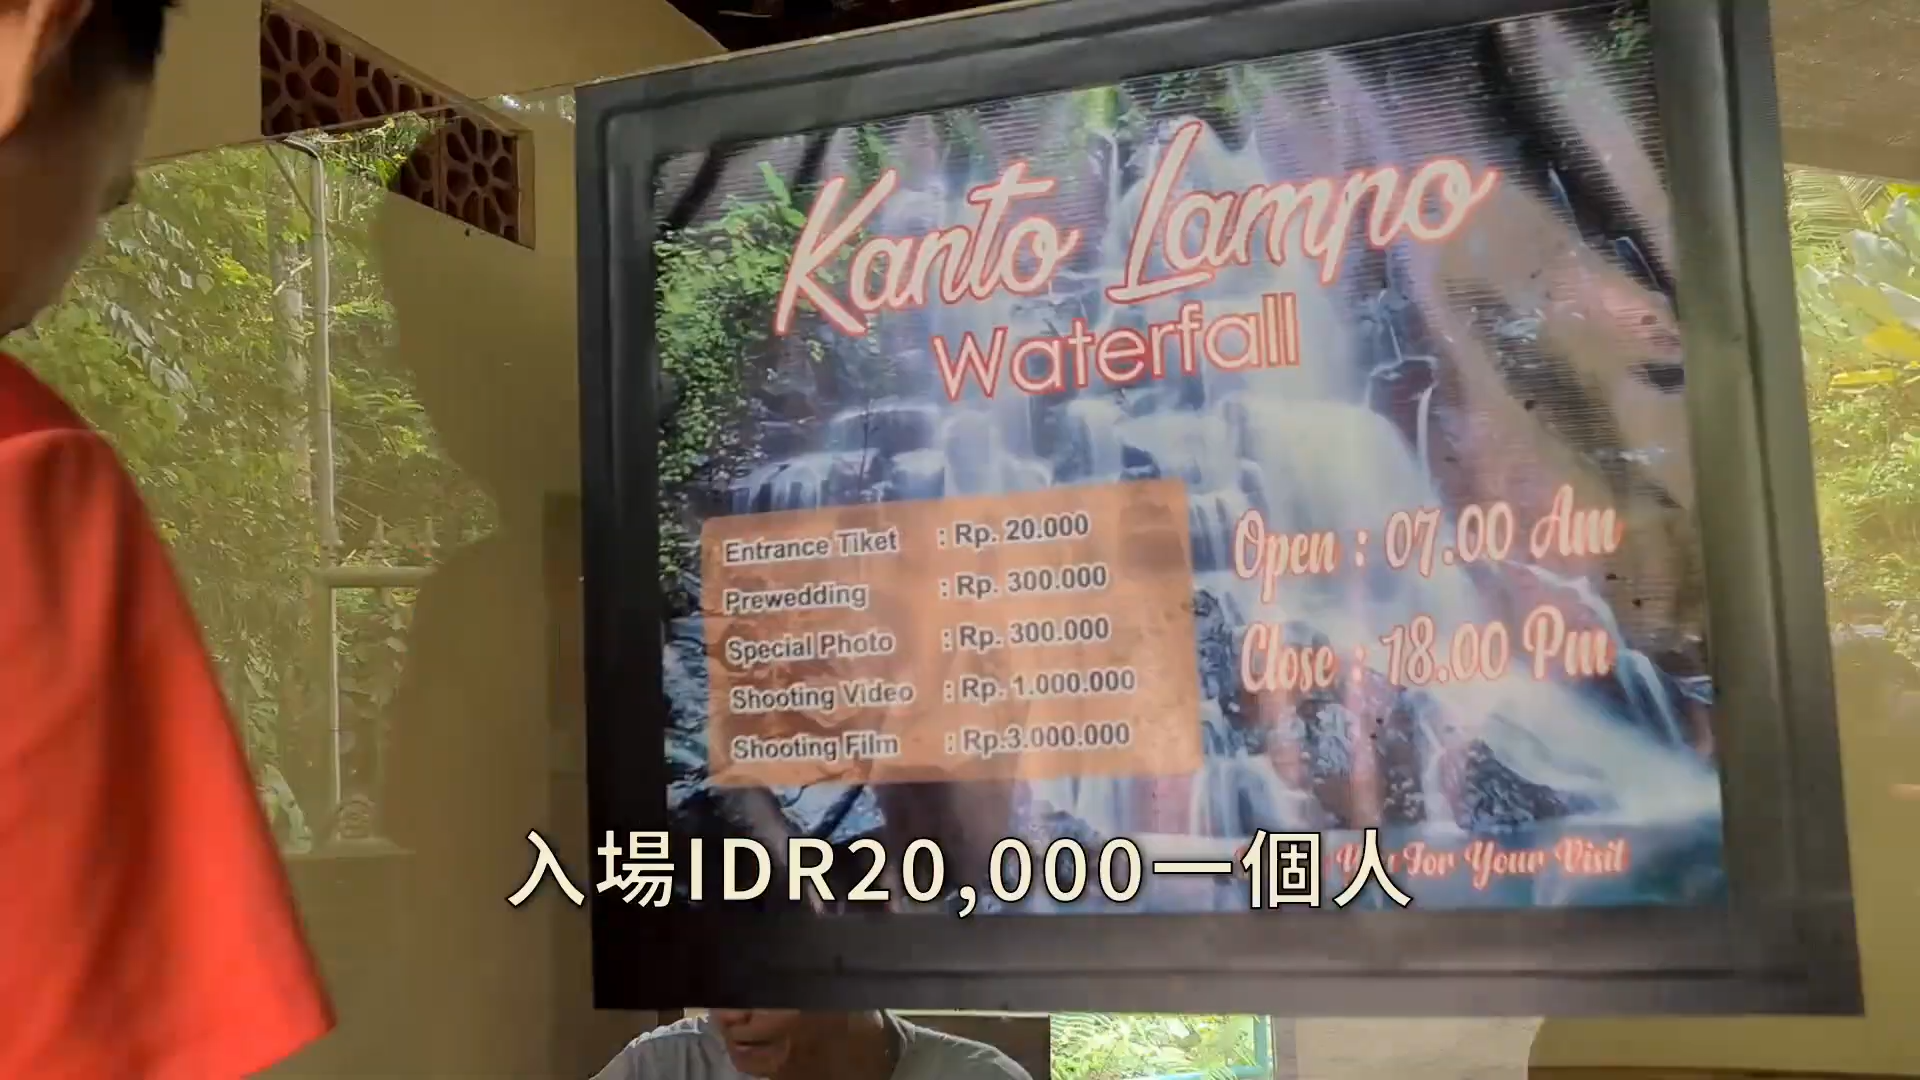 Kanto Lampo
Waterfall
Entrance Tiket : Rp. 20.000
Prewedding : Rp. 300.000
Special Photo : Rp. 300.000
Shooting Video : Rp. 1.000.000
Shooting Film : Rp.3.000.000
Open : 07.00 Am
Close : 18.00 Pm
For Your Visit
入場IDR20,000一個人